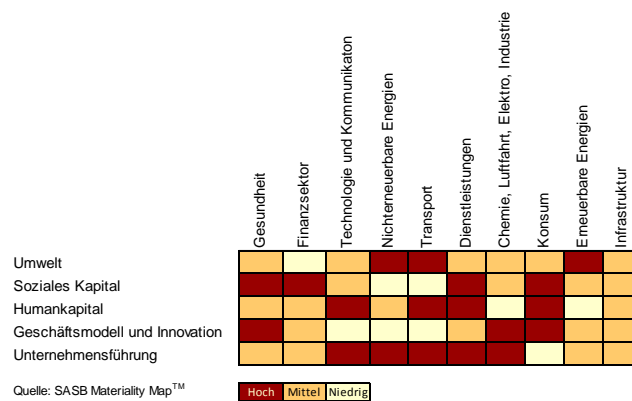 Gesundheit
Finanzsektor
Technologie und Kommunikaton
Nichterneuerbare Energien
Transport
Dienstleistungen
Chemie, Luftfahrt, Elektro, Industrie
Konsum
Erneuerbare Energien
Infrastruktur
Umwelt
Soziales Kapital
Humankapital
Geschäftsmodell und Innovation
Unternehmensführung
Quelle: SASB Materiality Map™
Hoch Mittel Niedrig